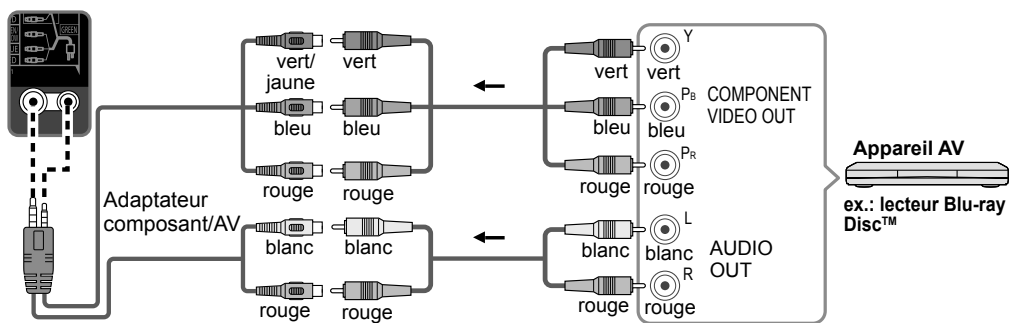 D
GREEN
D
vert/
jaune
vert
vert
vert
Y
bleu
bleu
bleu
bleu
PB
COMPONENT
VIDEO OUT
rouge
rouge
rouge
rouge
PR
Appareil AV
ex.: lecteur Blu-ray
Disc™
Adaptateur
composant/AV
blanc
blanc
blanc
blanc
L
AUDIO
OUT
rouge
rouge
rouge
rouge
R